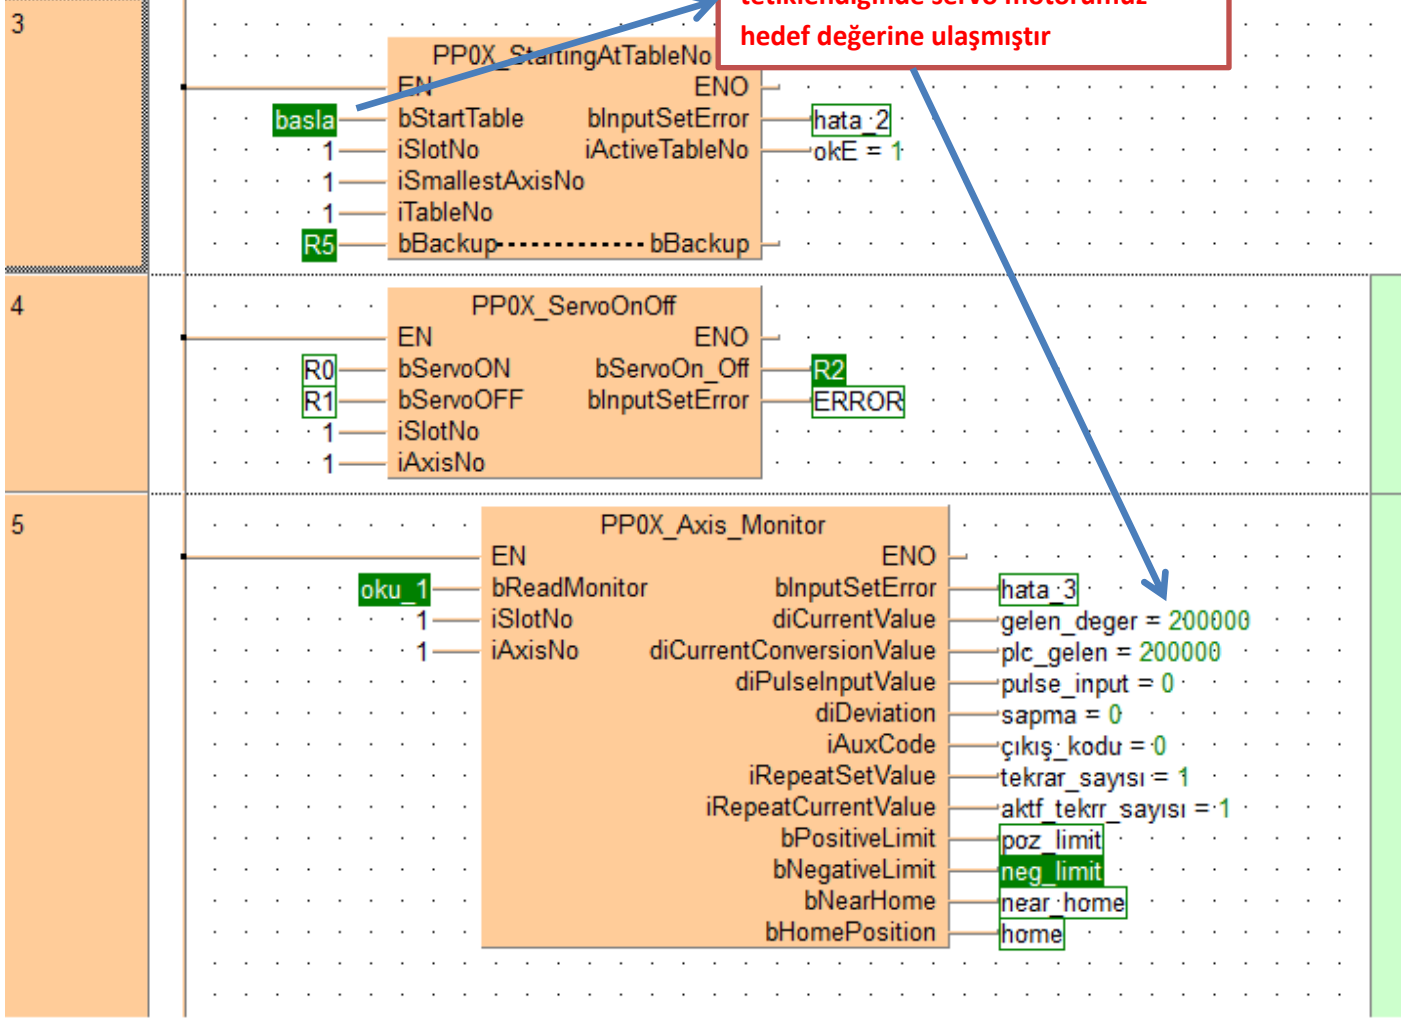 tetiklendiğinde servo motorumuz
hedef değerine ulaşmıştır
3
PP0X_StartingAtTableNo
EN ENO
basla bStartTable bInputSetError hata_2
1 iSlotNo iActiveTableNo okE = 1
1 iSmallestAxisNo
1 iTableNo
R5 bBackup bBackup
4
PP0X_ServoOnOff
EN ENO
R0 bServoON bServoOn_Off R2
R1 bServoOFF bInputSetError ERROR
1 iSlotNo
1 iAxisNo
5
PP0X_Axis_Monitor
EN ENO
oku_1 bReadMonitor bInputSetError hata_3
1 iSlotNo diCurrentValue gelen_deger = 200000
1 iAxisNo diCurrentConversionValue plc_gelen = 200000
diPulseInputValue pulse_input = 0
diDeviation sapma = 0
iAuxCode çıkış_kodu = 0
iRepeatSetValue tekrar_sayısı = 1
iRepeatCurrentValue aktf_tekrr_sayısı = 1
bPositiveLimit poz_limit
bNegativeLimit neg_limit
bNearHome near_home
bHomePosition home